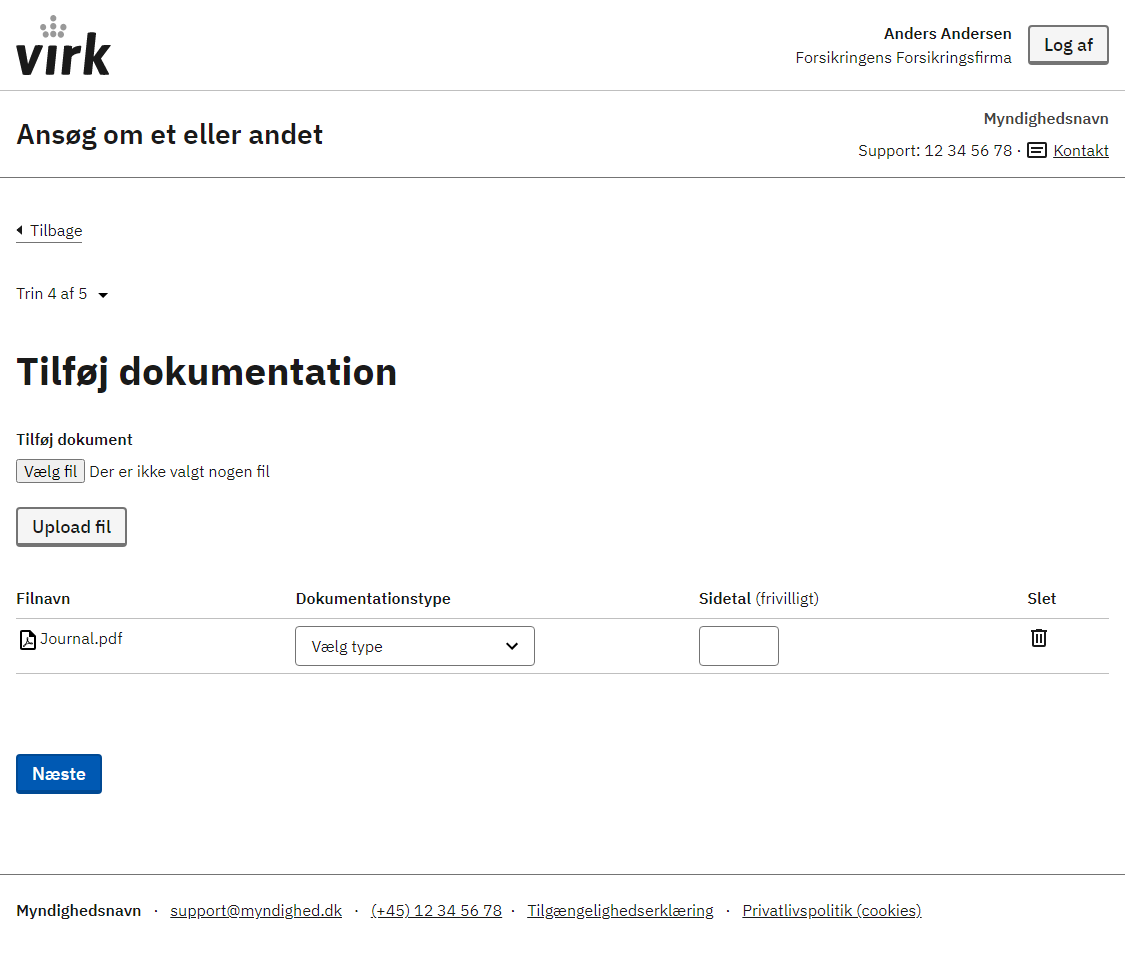 virk
Anders Andersen
Forsikringens Forsikringsfirma
Log af
Ansøg om et eller andet
Myndighedsnavn
Support: 12 34 56 78 · Kontakt
Tilbage
Trin 4 af 5
Tilføj dokumentation
Tilføj dokument
Vælg fil Der er ikke valgt nogen fil
Upload fil
Filnavn Dokumentationstype Sidetal (frivilligt) Slet
Journal.pdf Vælg type
Næste
Myndighedsnavn · support@myndighed.dk · (+45) 12 34 56 78 · Tilgængelighedserklæring · Privatlivspolitik (cookies)